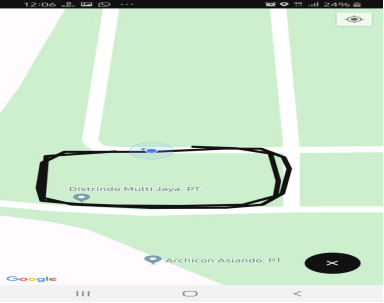 12:06 24%
Distrindo Multi Jaya. PT
Archicon Asiando. PT
Google